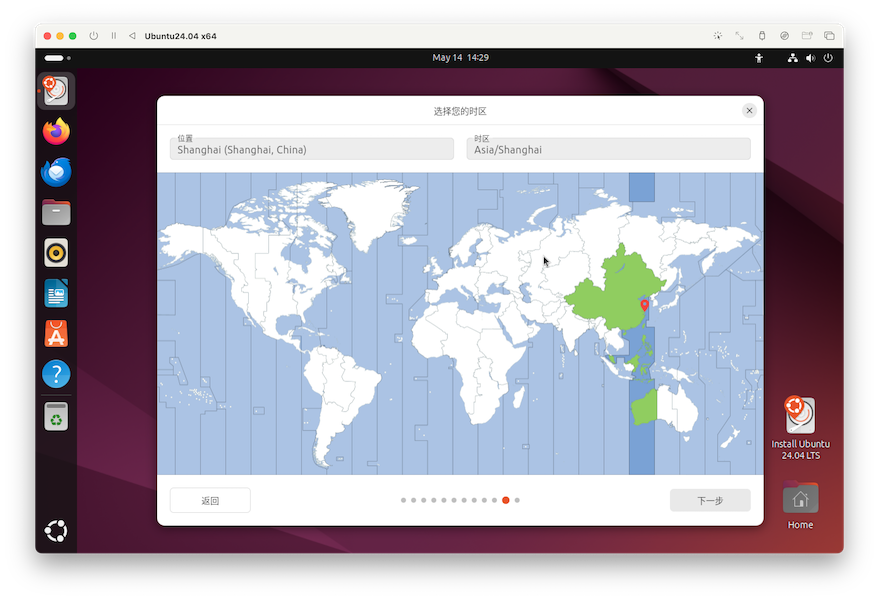 Ubuntu24.04 x64
May 14 14:29
选择您的时区
位置
Shanghai (Shanghai, China)
时区
Asia/Shanghai
Install Ubuntu
24.04 LTS
Home
返回
下一步